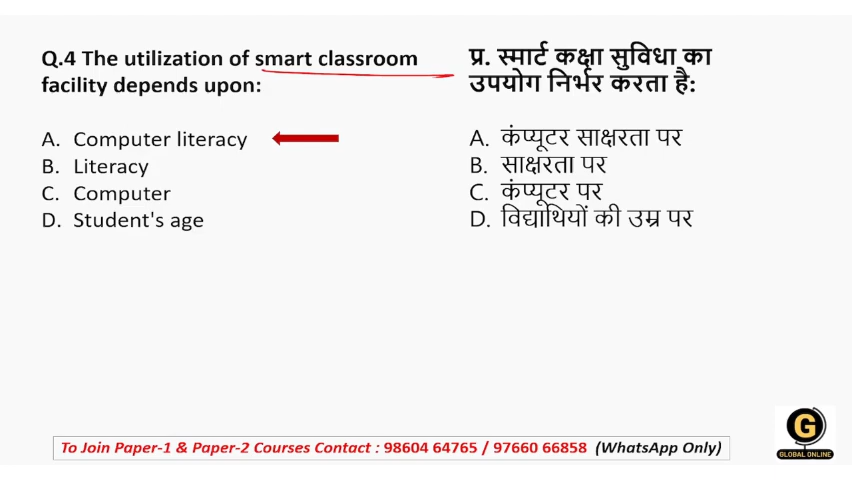 Q.4 The utilization of smart classroom
facility depends upon:
A. Computer literacy
B. Literacy
C. Computer
D. Student's age
प्र. स्मार्ट कक्षा सुविधा का
उपयोग निर्भर करता है:
A. कंप्यूटर साक्षरता पर
B. साक्षरता पर
C. कंप्यूटर पर
D. विद्यार्थियों की उम्र पर
To Join Paper-1 & Paper-2 Courses Contact : 98604 64765 / 97660 66858 (WhatsApp Only)
G
GLOBAL ONLINE